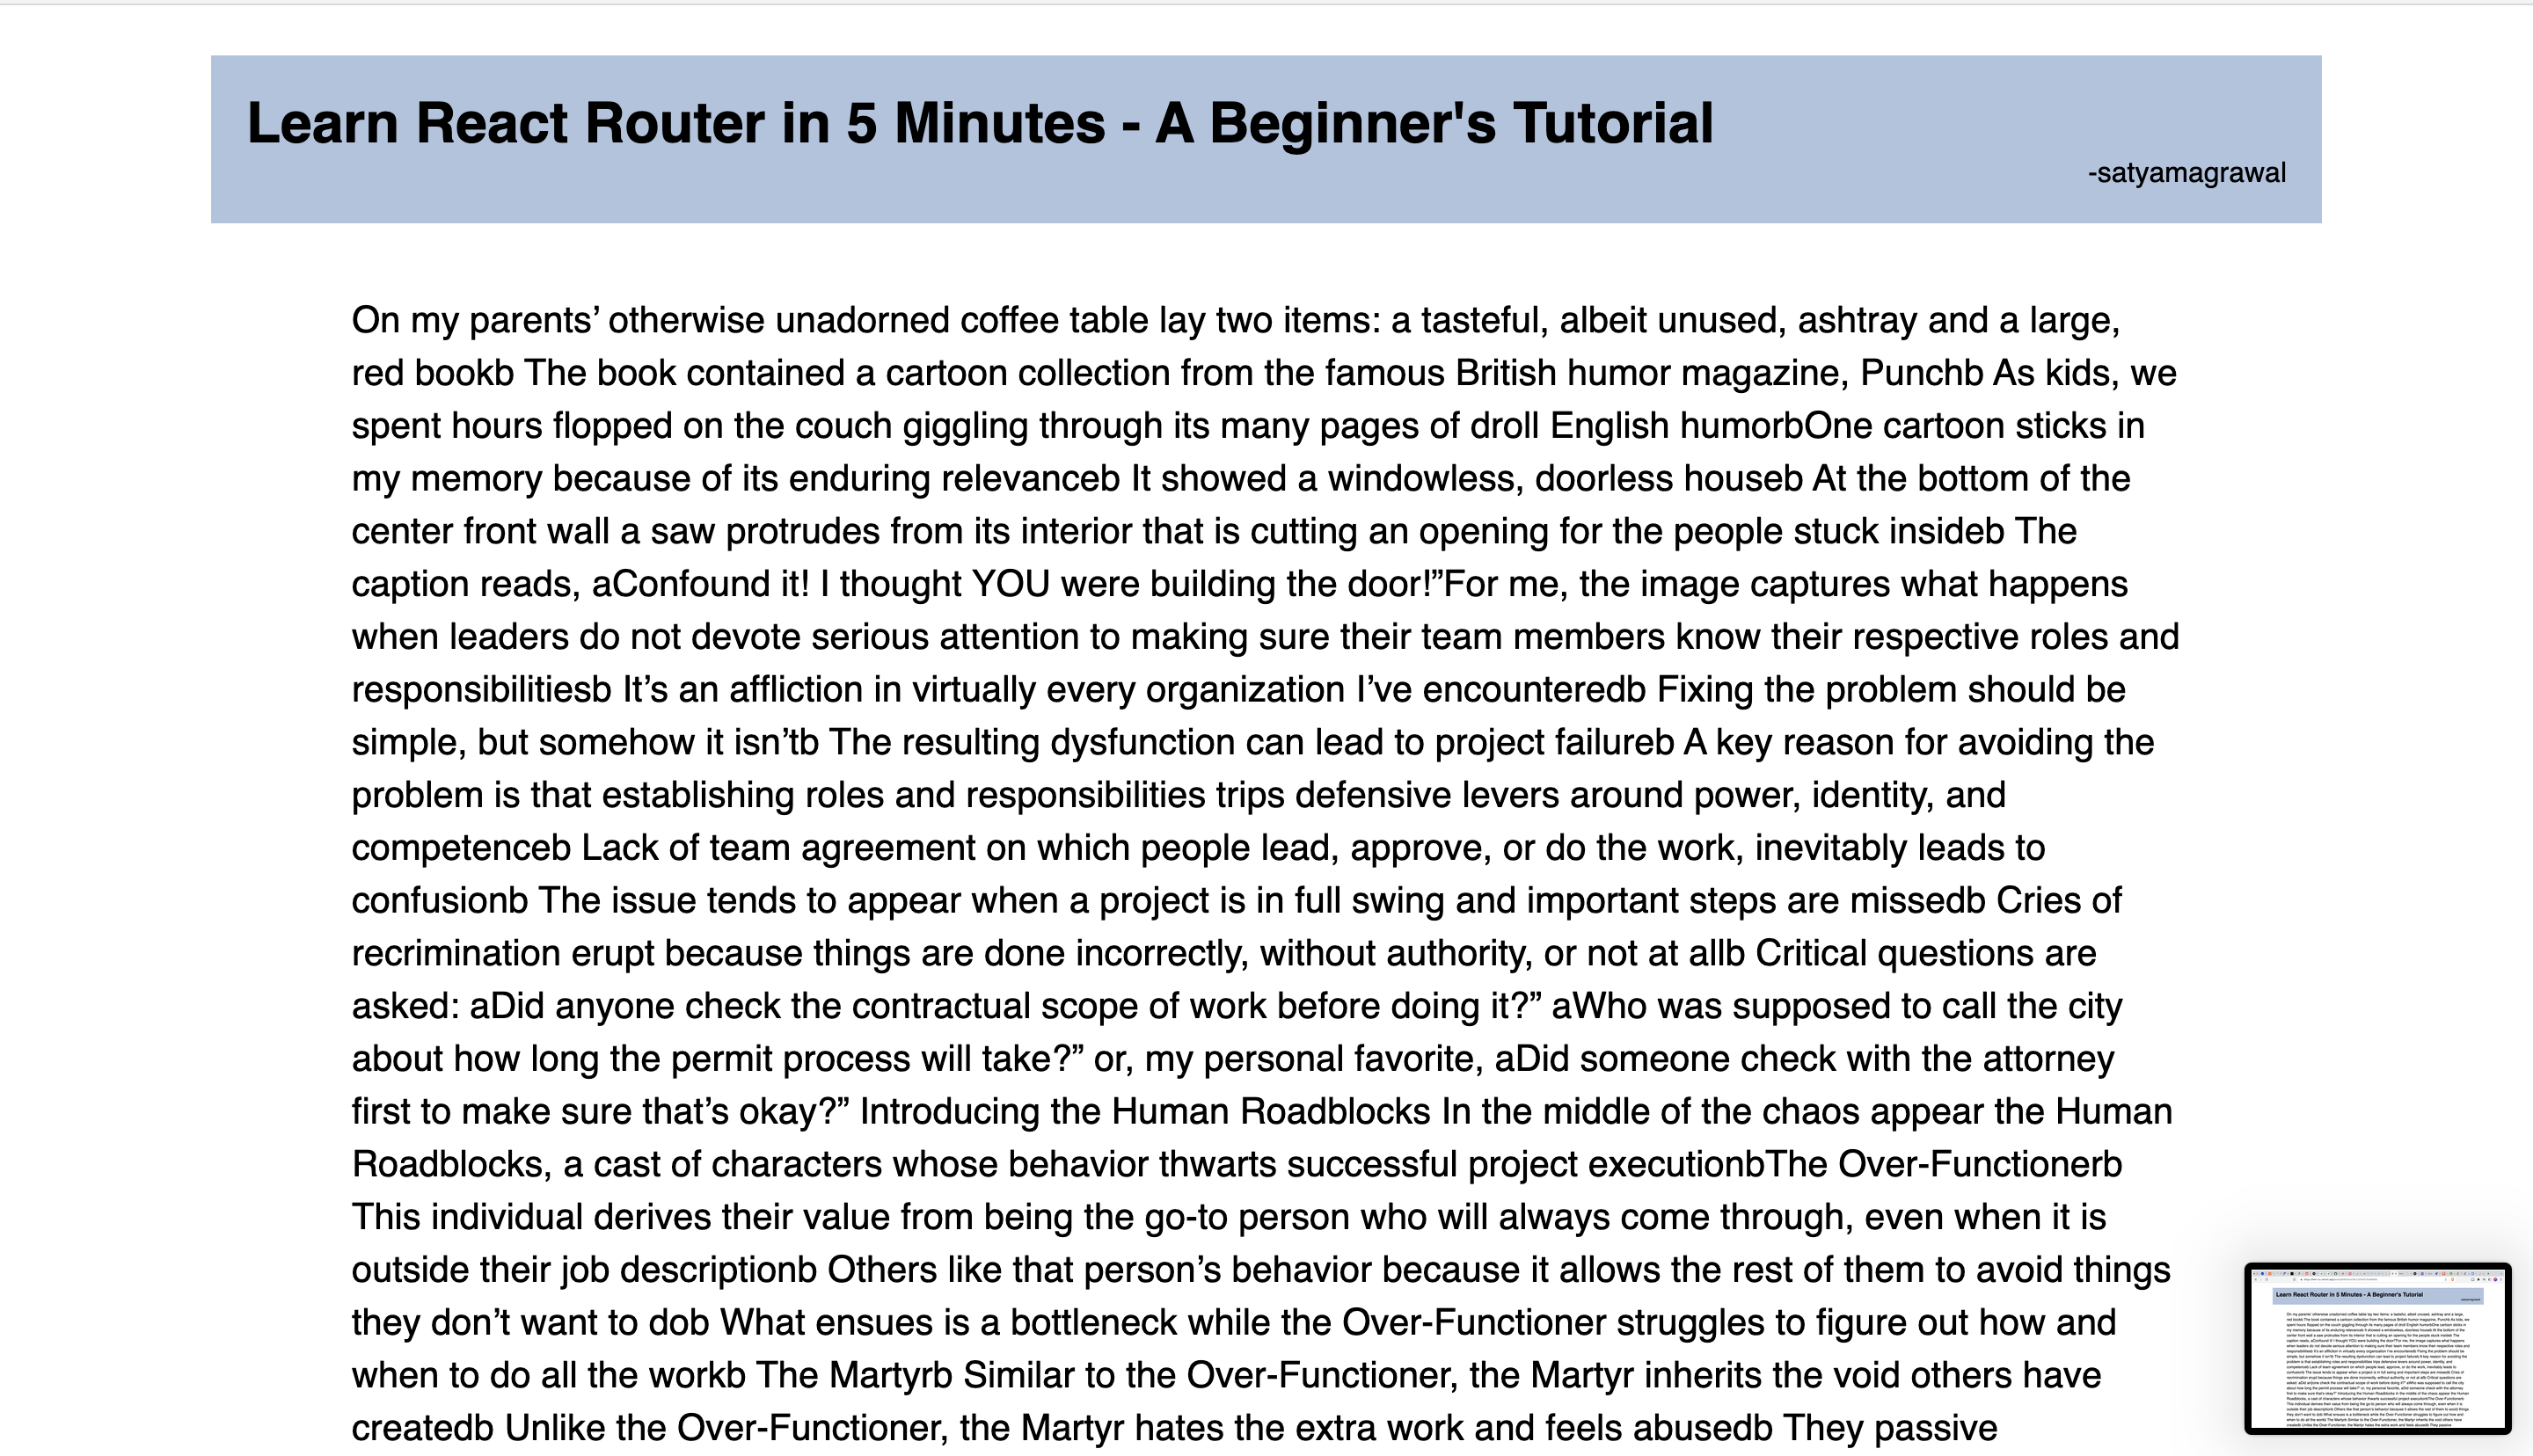 Learn React Router in 5 Minutes - A Beginner's Tutorial
-satyamagrawal
On my parents’ otherwise unadorned coffee table lay two items: a tasteful, albeit unused, ashtray and a large,
red bookb The book contained a cartoon collection from the famous British humor magazine, Punchb As kids, we
spent hours flopped on the couch giggling through its many pages of droll English humorbOne cartoon sticks in
my memory because of its enduring relevanceb It showed a windowless, doorless houseb At the bottom of the
center front wall a saw protrudes from its interior that is cutting an opening for the people stuck insideb The
caption reads, aConfound it! I thought YOU were building the door!”For me, the image captures what happens
when leaders do not devote serious attention to making sure their team members know their respective roles and
responsibilitiesb It’s an affliction in virtually every organization I’ve encounteredb Fixing the problem should be
simple, but somehow it isn’tb The resulting dysfunction can lead to project failureb A key reason for avoiding the
problem is that establishing roles and responsibilities trips defensive levers around power, identity, and
competenceb Lack of team agreement on which people lead, approve, or do the work, inevitably leads to
confusionb The issue tends to appear when a project is in full swing and important steps are missedb Cries of
recrimination erupt because things are done incorrectly, without authority, or not at allb Critical questions are
asked: aDid anyone check the contractual scope of work before doing it?” aWho was supposed to call the city
about how long the permit process will take?” or, my personal favorite, aDid someone check with the attorney
first to make sure that’s okay?” Introducing the Human Roadblocks In the middle of the chaos appear the Human
Roadblocks, a cast of characters whose behavior thwarts successful project executionbThe Over-Functionerb
This individual derives their value from being the go-to person who will always come through, even when it is
outside their job descriptionb Others like that person’s behavior because it allows the rest of them to avoid things
they don’t want to dob What ensues is a bottleneck while the Over-Functioner struggles to figure out how and
when to do all the workb The Martyrb Similar to the Over-Functioner, the Martyr inherits the void others have
createdb Unlike the Over-Functioner, the Martyr hates the extra work and feels abusedb They passive
Learn React Router in 5 Minutes - A Beginner's Tutorial